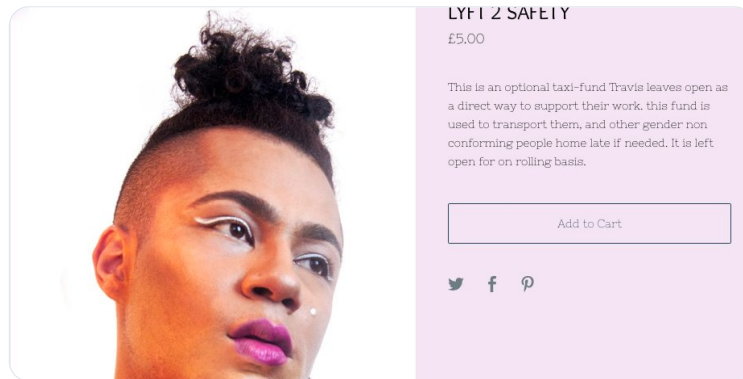 LYFT 2 SAFETY
£5.00
This is an optional taxi-fund Travis leaves open as
a direct way to support their work, this fund is
used to transport them, and other gender non
conforming people home late if needed. It is left
open for on rolling basis.
Add to Cart